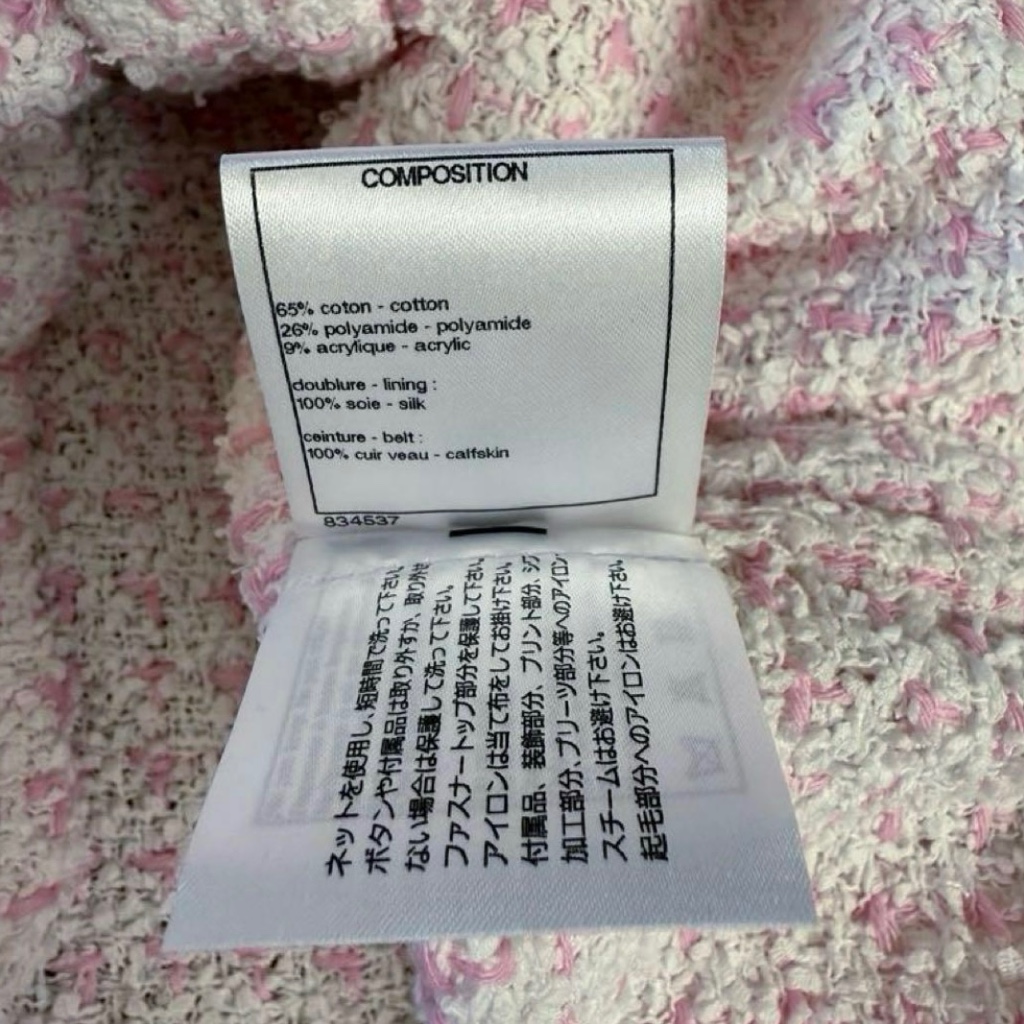 COMPOSITION
65% coton - cotton
26% polyamide - polyamide
9% acrylique - acrylic
doublure - lining :
100% soie - silk
ceinture - belt :
100% cuir veau - calfskin
834537
ネットを使用し、短時間で洗って下さい。
ボタンや付属品は取り外すか、取り外せ
ない場合は保護して洗って下さい。
ファスナートップ部分を保護して下さい。
アイロンは当て布をしてお掛け下さい。
付属品、装飾部分、プリント部分、シワ
加工部分、プリーツ部分等へのアイロン
スチームはお避け下さい。
起毛部分へのアイロンはお避け下さい。